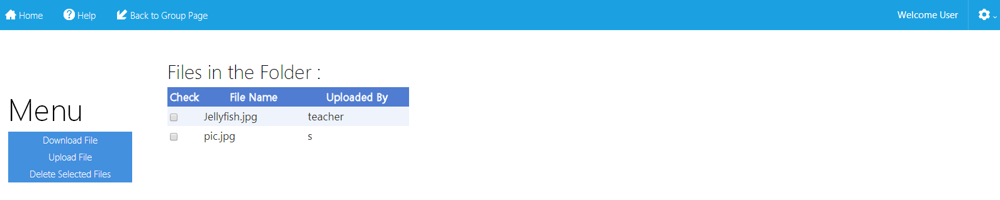 Home Help Back to Group Page Welcome User
Files in the Folder :
Check File Name Uploaded By
Jellyfish.jpg teacher
pic.jpg s
Menu
Download File
Upload File
Delete Selected Files